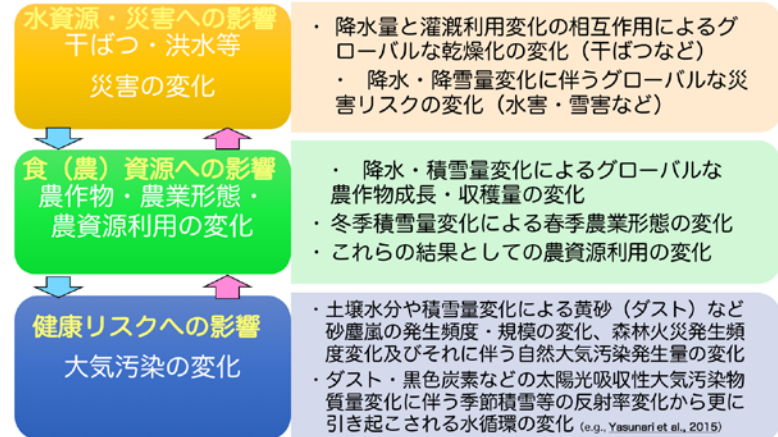 水資源・災害への影響
干ばつ・洪水等
災害の変化
・ 降水量と灌漑利用変化の相互作用によるグ
ローバルな乾燥化の変化（干ばつなど）
・ 降水・降雪量変化に伴うグローバルな災
害リスクの変化（水害・雪害など）
食（農）資源への影響
農作物・農業形態・
農資源利用の変化
・ 降水・積雪量変化によるグローバルな
農作物成長・収穫量の変化
・冬季積雪量変化による春季農業形態の変化
・これらの結果としての農資源利用の変化
健康リスクへの影響
大気汚染の変化
・土壌水分や積雪量変化による黄砂（ダスト）など
砂塵嵐の発生頻度・規模の変化、森林火災発生頻
度変化及びそれに伴う自然大気汚染発生量の変化
・ダスト・黒色炭素などの太陽光吸収性大気汚染物
質量変化に伴う季節積雪等の反射率変化から更に
引き起こされる水循環の変化 (e.g., Yasunari et al., 2015)